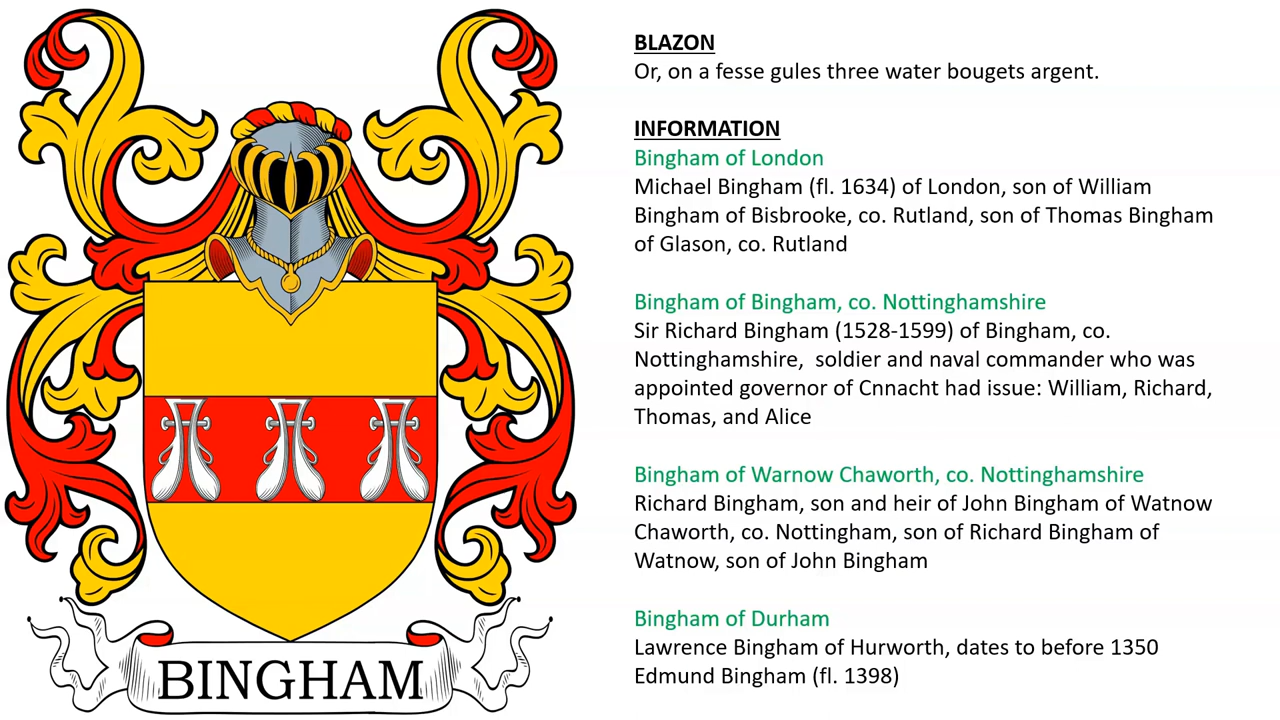 BLAZON
Or, on a fesse gules three water bougets argent.
INFORMATION
Bingham of London
Michael Bingham (fl. 1634) of London, son of William
Bingham of Bisbrooke, co. Rutland, son of Thomas Bingham
of Glason, co. Rutland
Bingham of Bingham, co. Nottinghamshire
Sir Richard Bingham (1528-1599) of Bingham, co.
Nottinghamshire,  soldier and naval commander who was
appointed governor of Cnnacht had issue: William, Richard,
Thomas, and Alice
Bingham of Warnow Chaworth, co. Nottinghamshire
Richard Bingham, son and heir of John Bingham of Watnow
Chaworth, co. Nottingham, son of Richard Bingham of
Watnow, son of John Bingham
Bingham of Durham
Lawrence Bingham of Hurworth, dates to before 1350
Edmund Bingham (fl. 1398)
BINGHAM